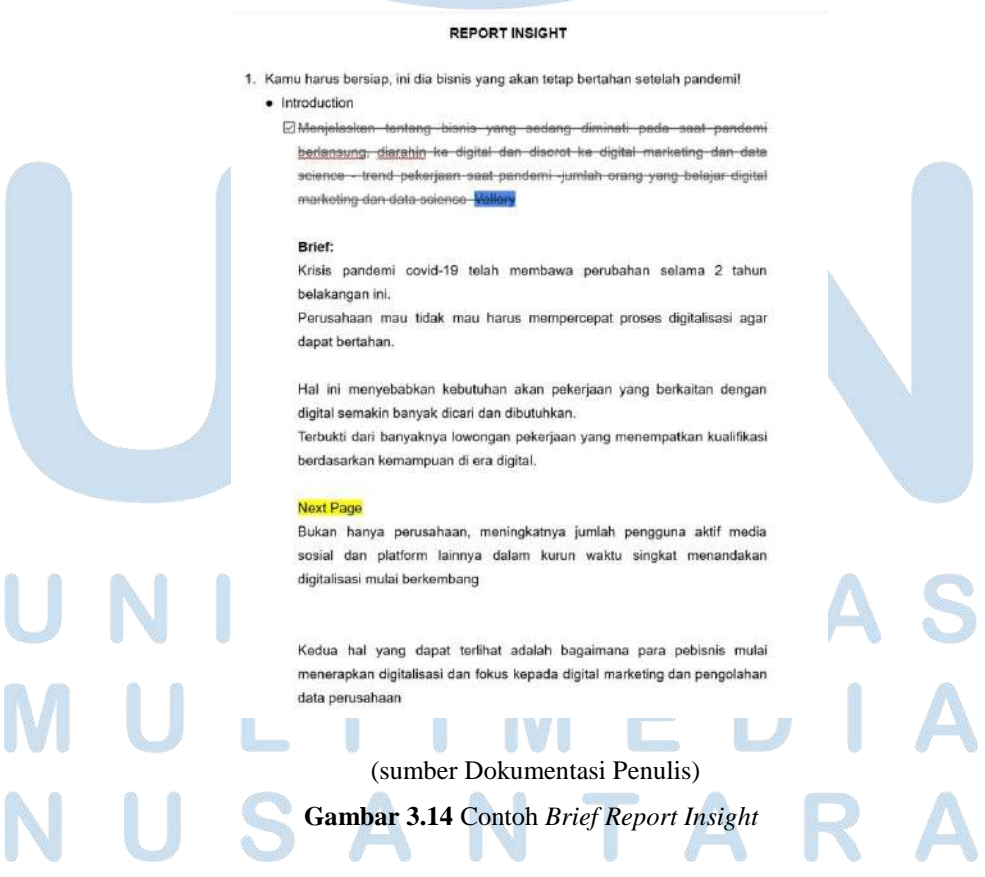 REPORT INSIGHT
1. Kamu harus bersiap, ini dia bisnis yang akan tetap bertahan setelah pandemi!
● Introduction
☑ Menjelaskan tentang bisnis yang sedang diminati pada saat pandemi
berlansung, diarahin ke digital dan disorot ke digital marketing dan data
science - trend pekerjaan saat pandemi -jumlah orang yang belajar digital
marketing dan data science Vallery
Brief:
Krisis pandemi covid-19 telah membawa perubahan selama 2 tahun
belakangan ini.
Perusahaan mau tidak mau harus mempercepat proses digitalisasi agar
dapat bertahan.
Hal ini menyebabkan kebutuhan akan pekerjaan yang berkaitan dengan
digital semakin banyak dicari dan dibutuhkan.
Terbukti dari banyaknya lowongan pekerjaan yang menempatkan kualifikasi
berdasarkan kemampuan di era digital.
Next Page
Bukan hanya perusahaan, meningkatnya jumlah pengguna aktif media
sosial dan platform lainnya dalam kurun waktu singkat menandakan
digitalisasi mulai berkembang
Kedua hal yang dapat terlihat adalah bagaimana para pebisnis mulai
menerapkan digitalisasi dan fokus kepada digital marketing dan pengolahan
data perusahaan
(sumber Dokumentasi Penulis)
Gambar 3.14 Contoh Brief Report Insight
MULTIMEDIA
NUSANTARA